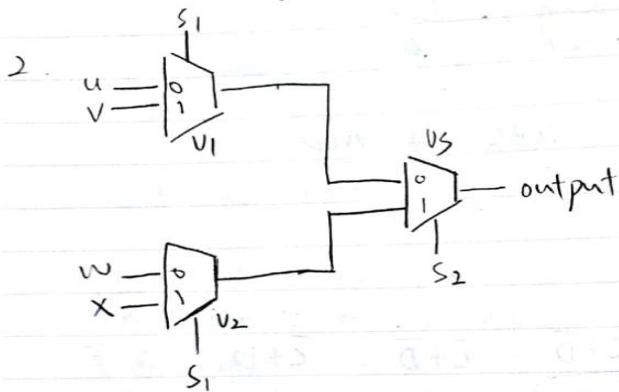 S1
2.
u 0
V 1
U1
U3
0
1
output
S2
w 0
X 1
U2
S1
C+D C+D C+D